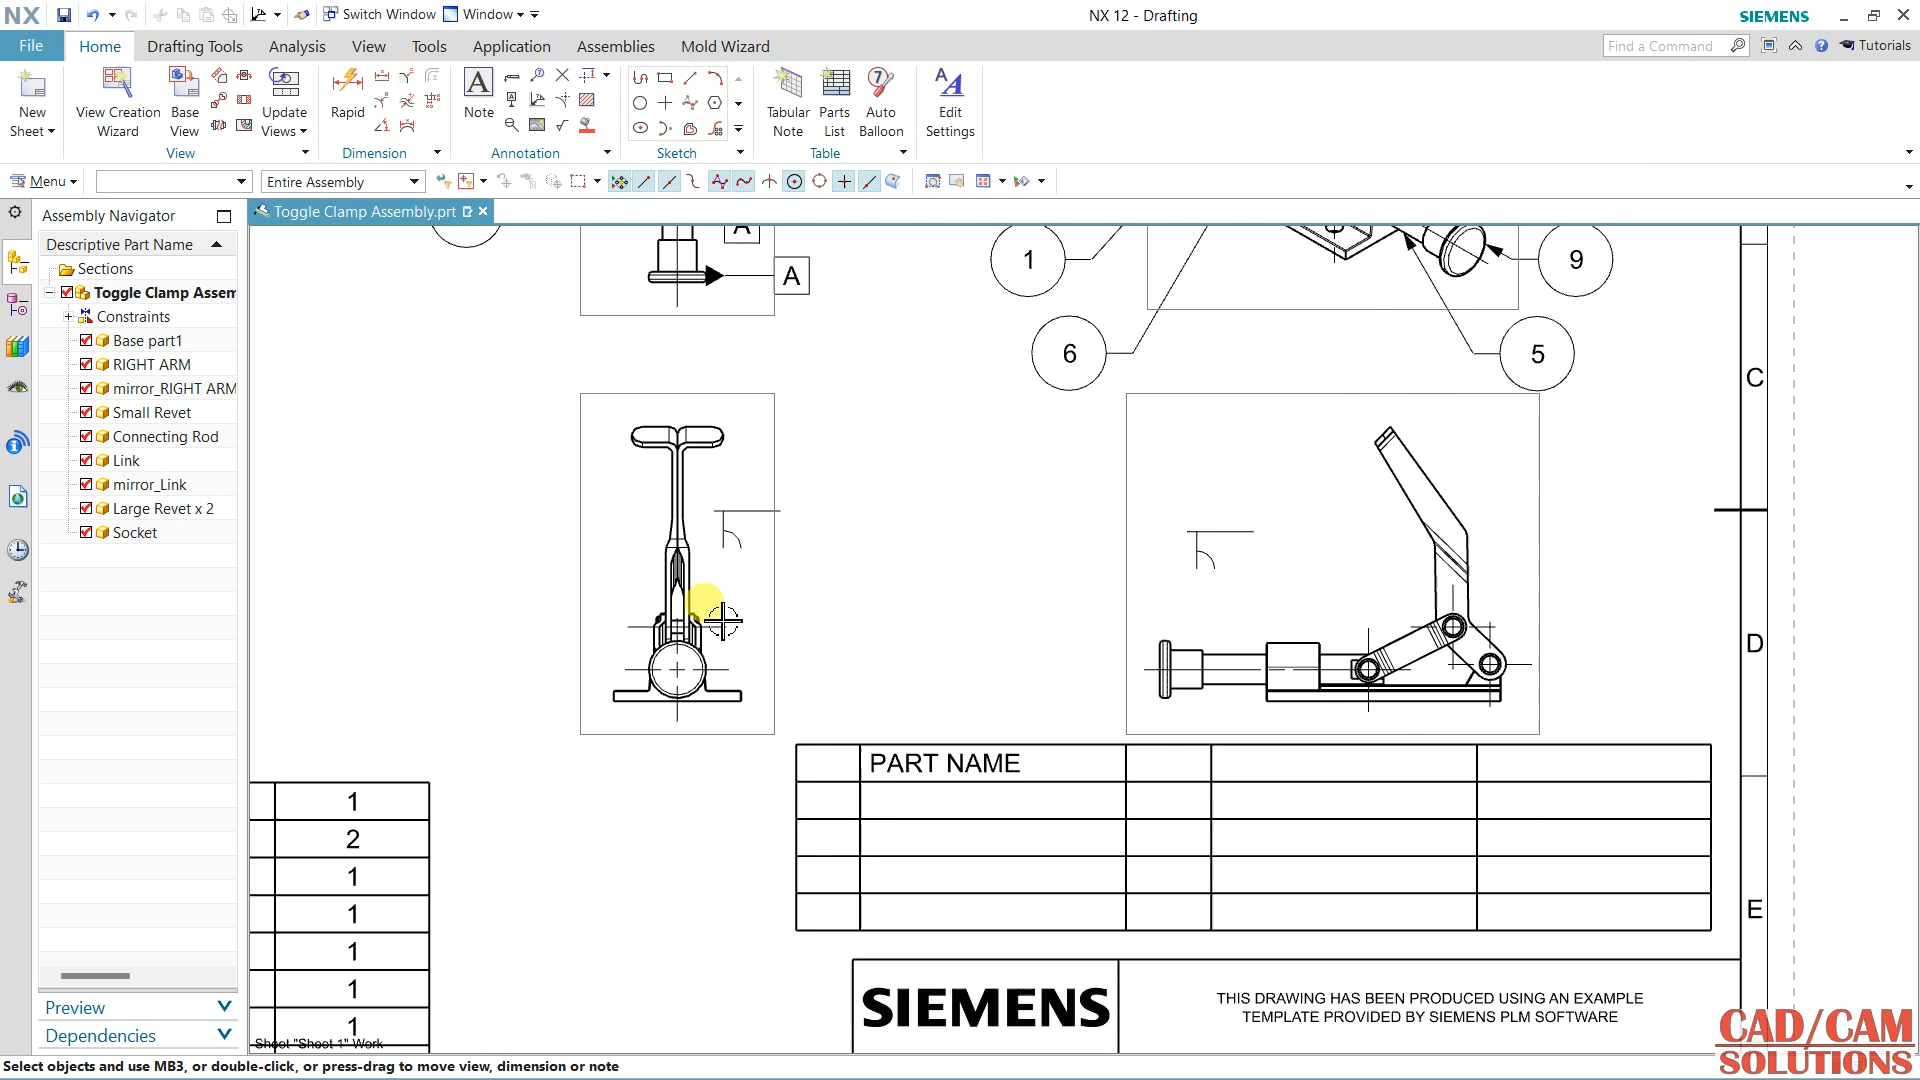 NX
Switch Window
Window
NX 12 - Drafting
SIEMENS
File
Home
Drafting Tools
Analysis
View
Tools
Application
Assemblies
Mold Wizard
Find a Command
Tutorials
New
Sheet
View Creation
Wizard
Base
View
Update
Views
Rapid
A
Note
Tabular
Note
Parts
List
Auto
Balloon
Edit
Settings
View
Dimension
Annotation
Sketch
Table
Menu
Entire Assembly
Assembly Navigator
Toggle Clamp Assembly.prt
Descriptive Part Name
Sections
Toggle Clamp Assem
Constraints
Base part1
RIGHT ARM
mirror_RIGHT ARM
Small Revet
Connecting Rod
Link
mirror_Link
Large Revet x 2
Socket
Preview
Dependencies
A
A
1
9
6
5
C
D
E
PART NAME
1
2
1
1
1
1
1
Sheet "Sheet 1" Work
SIEMENS
THIS DRAWING HAS BEEN PRODUCED USING AN EXAMPLE
TEMPLATE PROVIDED BY SIEMENS PLM SOFTWARE
CAD/CAM
SOLUTIONS
Select objects and use MB3, or double-click, or press-drag to move view, dimension or note